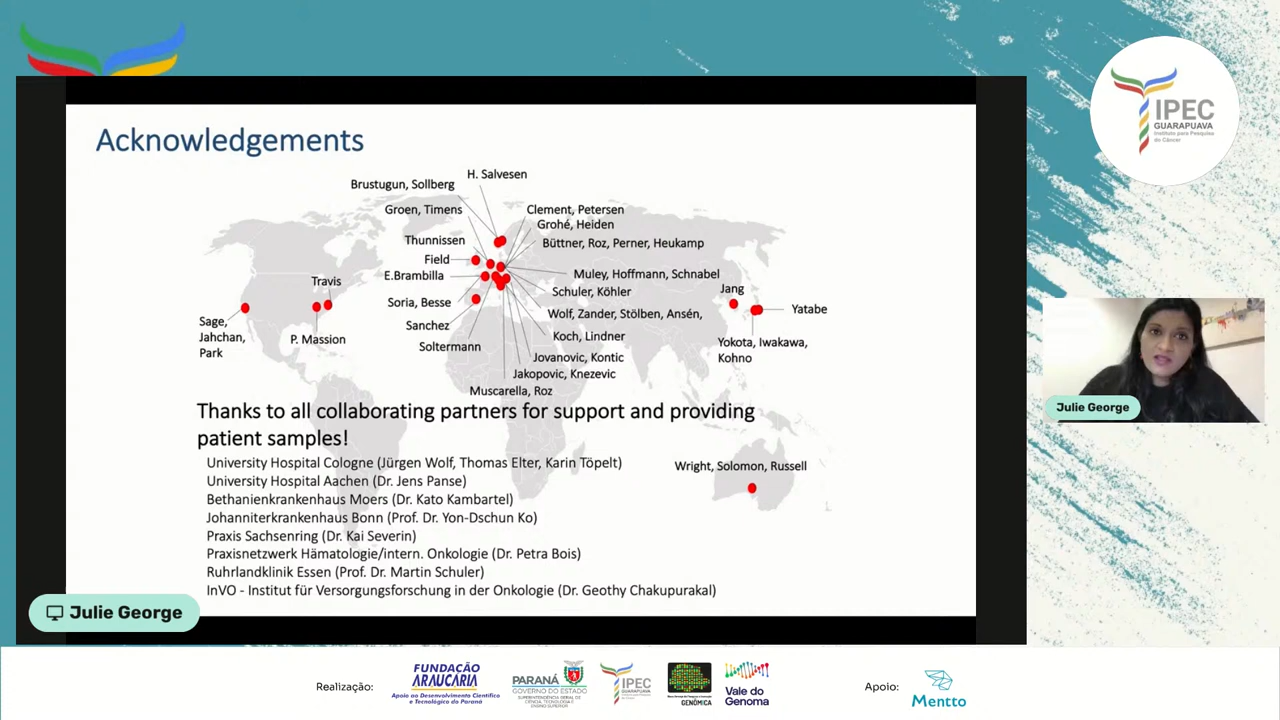 Acknowledgements
H. Salvesen
Brustugun, Sollberg
Groen, Timens
Clement, Petersen
Grohé, Heiden
Thunnissen
Büttner, Roz, Perner, Heukamp
Field
E.Brambilla
Muley, Hoffmann, Schnabel
Travis
Jang
Schuler, Köhler
Soria, Besse
Wolf, Zander, Stölben, Ansén,
Yatabe
Sage,
Jahchan,
Park
P. Massion
Sanchez
Koch, Lindner
Soltermann
Yokota, Iwakawa,
Kohno
Jovanovic, Kontic
Jakopovic, Knezevic
Muscarella, Roz
Thanks to all collaborating partners for support and providing
patient samples!
University Hospital Cologne (Jürgen Wolf, Thomas Elter, Karin Töpelt)
Wright, Solomon, Russell
University Hospital Aachen (Dr. Jens Panse)
Bethanienkrankenhaus Moers (Dr. Kato Kambartel)
Johanniterkrankenhaus Bonn (Prof. Dr. Yon-Dschun Ko)
Praxis Sachsenring (Dr. Kai Severin)
Praxisnetzwerk Hämatologie/intern. Onkologie (Dr. Petra Bois)
Ruhrlandklinik Essen (Prof. Dr. Martin Schuler)
InVO - Institut für Versorgungsforschung in der Onkologie (Dr. Geothy Chakupurakal)
Julie George
IPEC
GUARAPUAVA
Instituto para Pesquisa
do Câncer
Julie George
Realização:
FUNDAÇÃO
ARAUCÁRIA
Apoio ao Desenvolvimento Científico
e Tecnológico do Paraná
PARANÁ
GOVERNO DO ESTADO
SUPERINTENDÊNCIA GERAL DE
CIÊNCIA, TECNOLOGIA E
ENSINO SUPERIOR
IPEC
GUARAPUAVA
GENÔMICA
Vale do
Genoma
Apoio:
Mentto